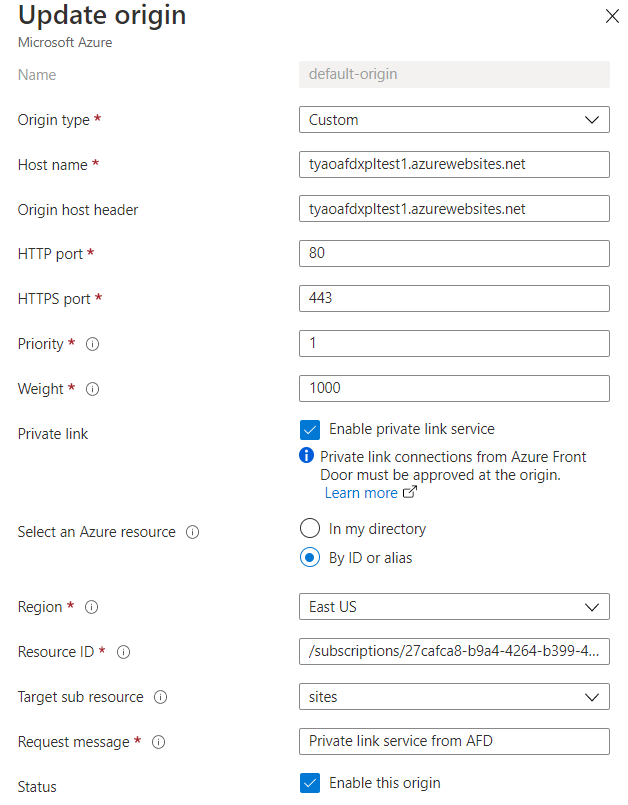 Update origin
Microsoft Azure
Name
default-origin
Origin type *
Custom
Host name *
tyaoafdxpltest1.azurewebsites.net
Origin host header
tyaoafdxpltest1.azurewebsites.net
HTTP port *
80
HTTPS port *
443
Priority *
1
Weight *
1000
Private link
Enable private link service
Private link connections from Azure Front
Door must be approved at the origin.
Learn more
Select an Azure resource
In my directory
By ID or alias
Region *
East US
Resource ID *
/subscriptions/27cafca8-b9a4-4264-b399-4...
Target sub resource
sites
Request message *
Private link service from AFD
Status
Enable this origin